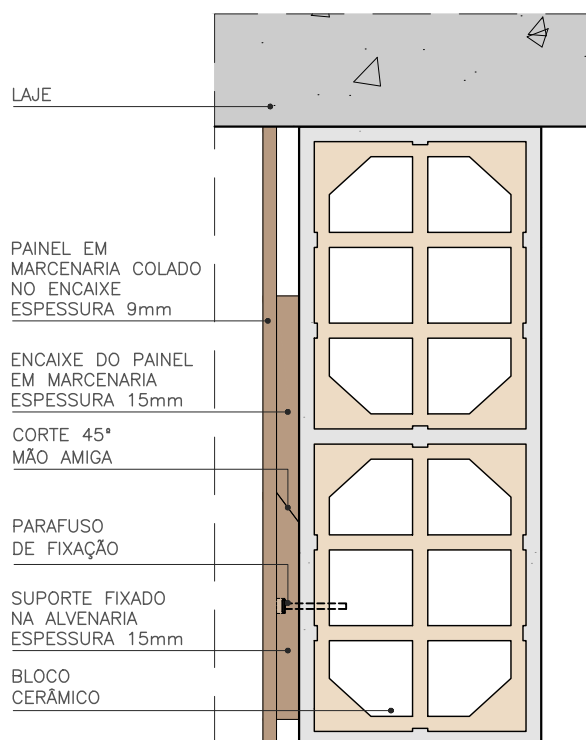 LAJE
PAINEL EM
MARCENARIA COLADO
NO ENCAIXE
ESPESSURA 9mm
ENCAIXE DO PAINEL
EM MARCENARIA
ESPESSURA 15mm
CORTE 45°
MÃO AMIGA
PARAFUSO
DE FIXAÇÃO
SUPORTE FIXADO
NA ALVENARIA
ESPESSURA 15mm
BLOCO
CERÂMICO